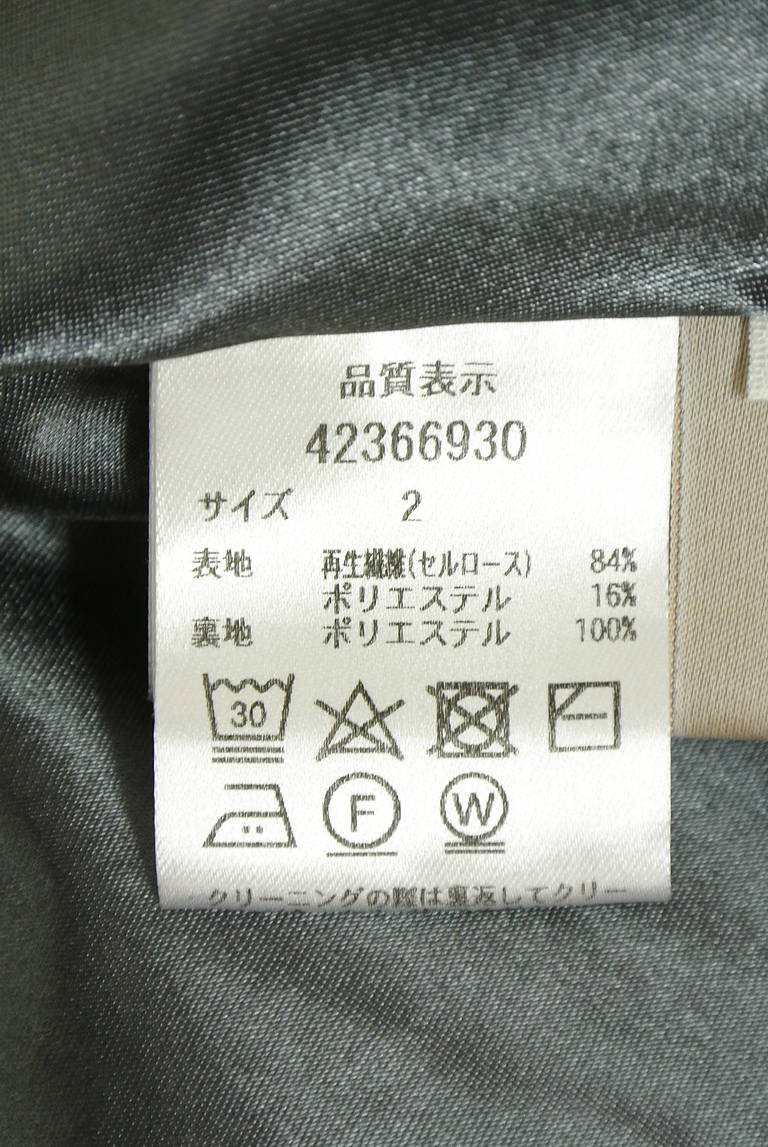 品質表示
42366930
サイズ 2
表地 再生繊維(セルロース) 84%
ポリエステル 16%
裏地 ポリエステル 100%
30
F W
クリーニングの際は裏返してクリー